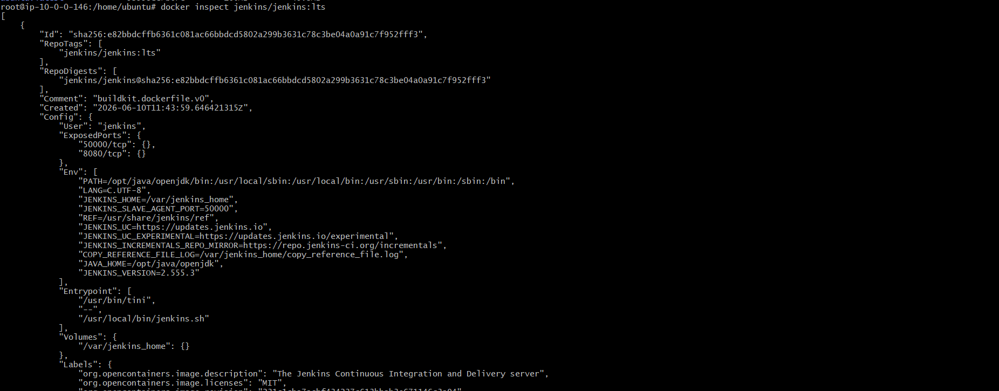 root@ip-10-0-0-146:/home/ubuntu# docker inspect jenkins/jenkins:lts
[
    {
        "Id": "sha256:e82bbdcffb6361c081ac66bbdcd5802a299b3631c78c3be04a0a91c7f952fff3",
        "RepoTags": [
            "jenkins/jenkins:lts"
        ],
        "RepoDigests": [
            "jenkins/jenkins@sha256:e82bbdcffb6361c081ac66bbdcd5802a299b3631c78c3be04a0a91c7f952fff3"
        ],
        "Comment": "buildkit.dockerfile.v0",
        "Created": "2026-06-10T11:43:59.646421315Z",
        "Config": {
            "User": "jenkins",
            "ExposedPorts": {
                "50000/tcp": {},
                "8080/tcp": {}
            },
            "Env": [
                "PATH=/opt/java/openjdk/bin:/usr/local/sbin:/usr/local/bin:/usr/sbin:/usr/bin:/sbin:/bin",
                "LANG=C.UTF-8",
                "JENKINS_HOME=/var/jenkins_home",
                "JENKINS_SLAVE_AGENT_PORT=50000",
                "REF=/usr/share/jenkins/ref",
                "JENKINS_UC=https://updates.jenkins.io",
                "JENKINS_UC_EXPERIMENTAL=https://updates.jenkins.io/experimental",
                "JENKINS_INCREMENTALS_REPO_MIRROR=https://repo.jenkins-ci.org/incrementals",
                "COPY_REFERENCE_FILE_LOG=/var/jenkins_home/copy_reference_file.log",
                "JAVA_HOME=/opt/java/openjdk",
                "JENKINS_VERSION=2.555.3"
            ],
            "Entrypoint": [
                "/usr/bin/tini",
                "--",
                "/usr/local/bin/jenkins.sh"
            ],
            "Volumes": {
                "/var/jenkins_home": {}
            },
            "Labels": {
                "org.opencontainers.image.description": "The Jenkins Continuous Integration and Delivery server",
                "org.opencontainers.image.licenses": "MIT",